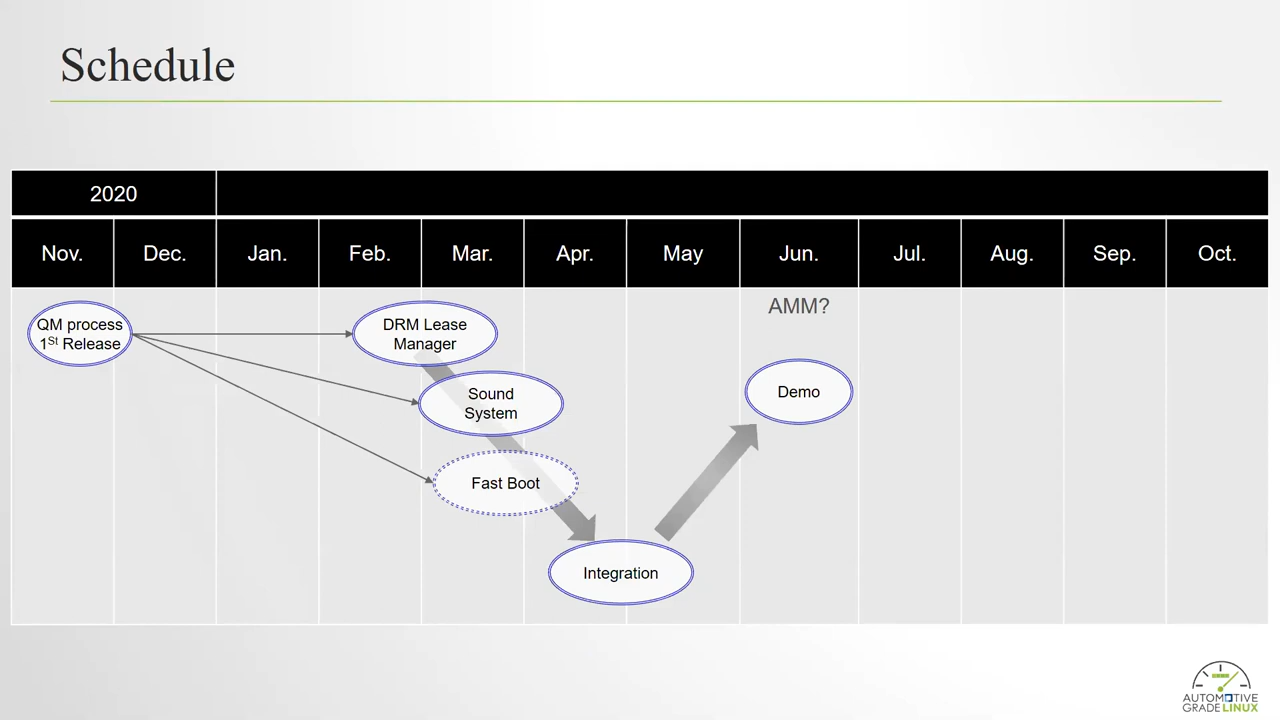 Schedule
2020
Nov. Dec. Jan. Feb. Mar. Apr. May Jun. Jul. Aug. Sep. Oct.
AMM?
QM process
1St Release
DRM Lease
Manager
Sound
System
Demo
Fast Boot
Integration
AUTOMOTIVE
GRADE LINUX